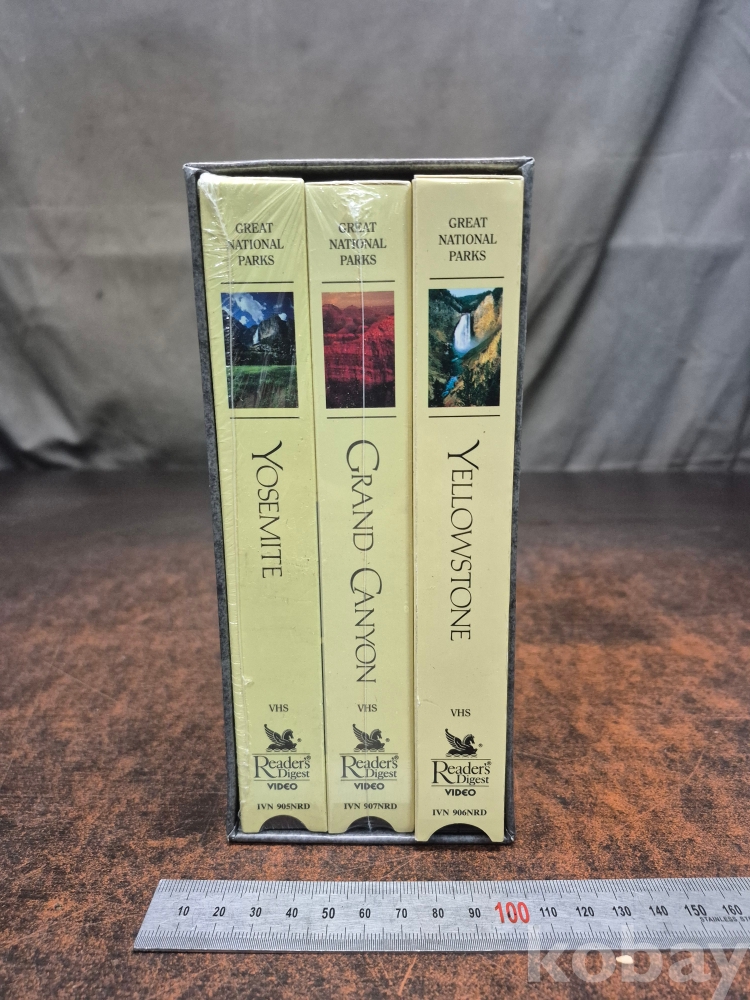 GREAT
NATIONAL
PARKS
YOSEMITE
VHS
Reader's
Digest
VIDEO
IVN 905NRD
GREAT
NATIONAL
PARKS
GRAND CANYON
VHS
Reader's
Digest
VIDEO
IVN 907NRD
GREAT
NATIONAL
PARKS
YELLOWSTONE
VHS
Reader's
Digest
VIDEO
IVN 906NRD
10 20 30 40 50 60 70 80 90 100 110 120 130 140 150 160
STAINLESS
kobay